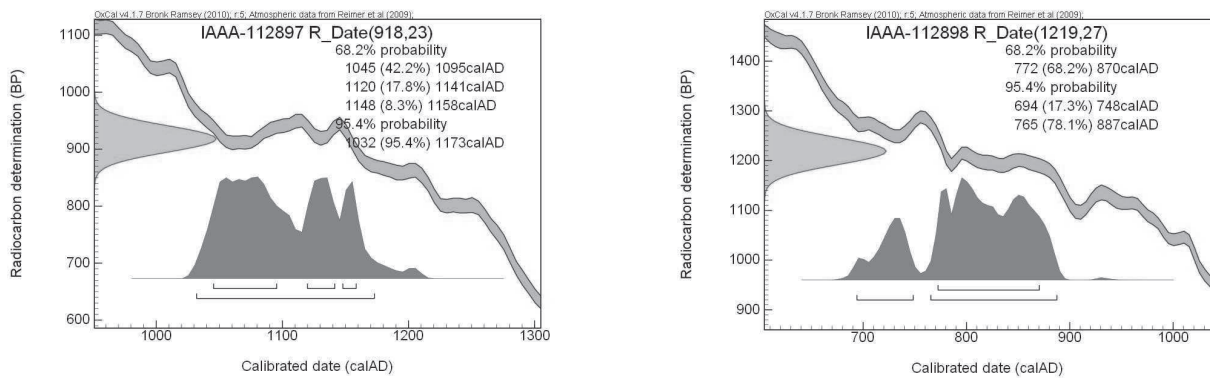 OxCal v4.1.7 Bronk Ramsey (2010); r:5; Atmospheric data from Reimer et al (2009);
IAAA-112897 R_Date(918,23)
68.2% probability
1045 (42.2%) 1095calAD
1120 (17.8%) 1141calAD
1148 (8.3%) 1158calAD
95.4% probability
1032 (95.4%) 1173calAD
Radiocarbon determination (BP)
1100
1000
900
800
700
600
1000
1100
1200
1300
Calibrated date (calAD)
OxCal v4.1.7 Bronk Ramsey (2010); r:5; Atmospheric data from Reimer et al (2009);
IAAA-112898 R_Date(1219,27)
68.2% probability
772 (68.2%) 870calAD
95.4% probability
694 (17.3%) 748calAD
765 (78.1%) 887calAD
Radiocarbon determination (BP)
1400
1300
1200
1100
1000
900
700
800
900
1000
Calibrated date (calAD)